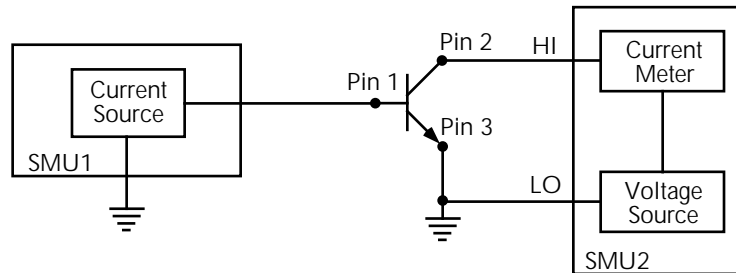 Pin 2
HI
Current
Meter
Current
Source
Pin 1
Pin 3
SMU1
LO
Voltage
Source
SMU2